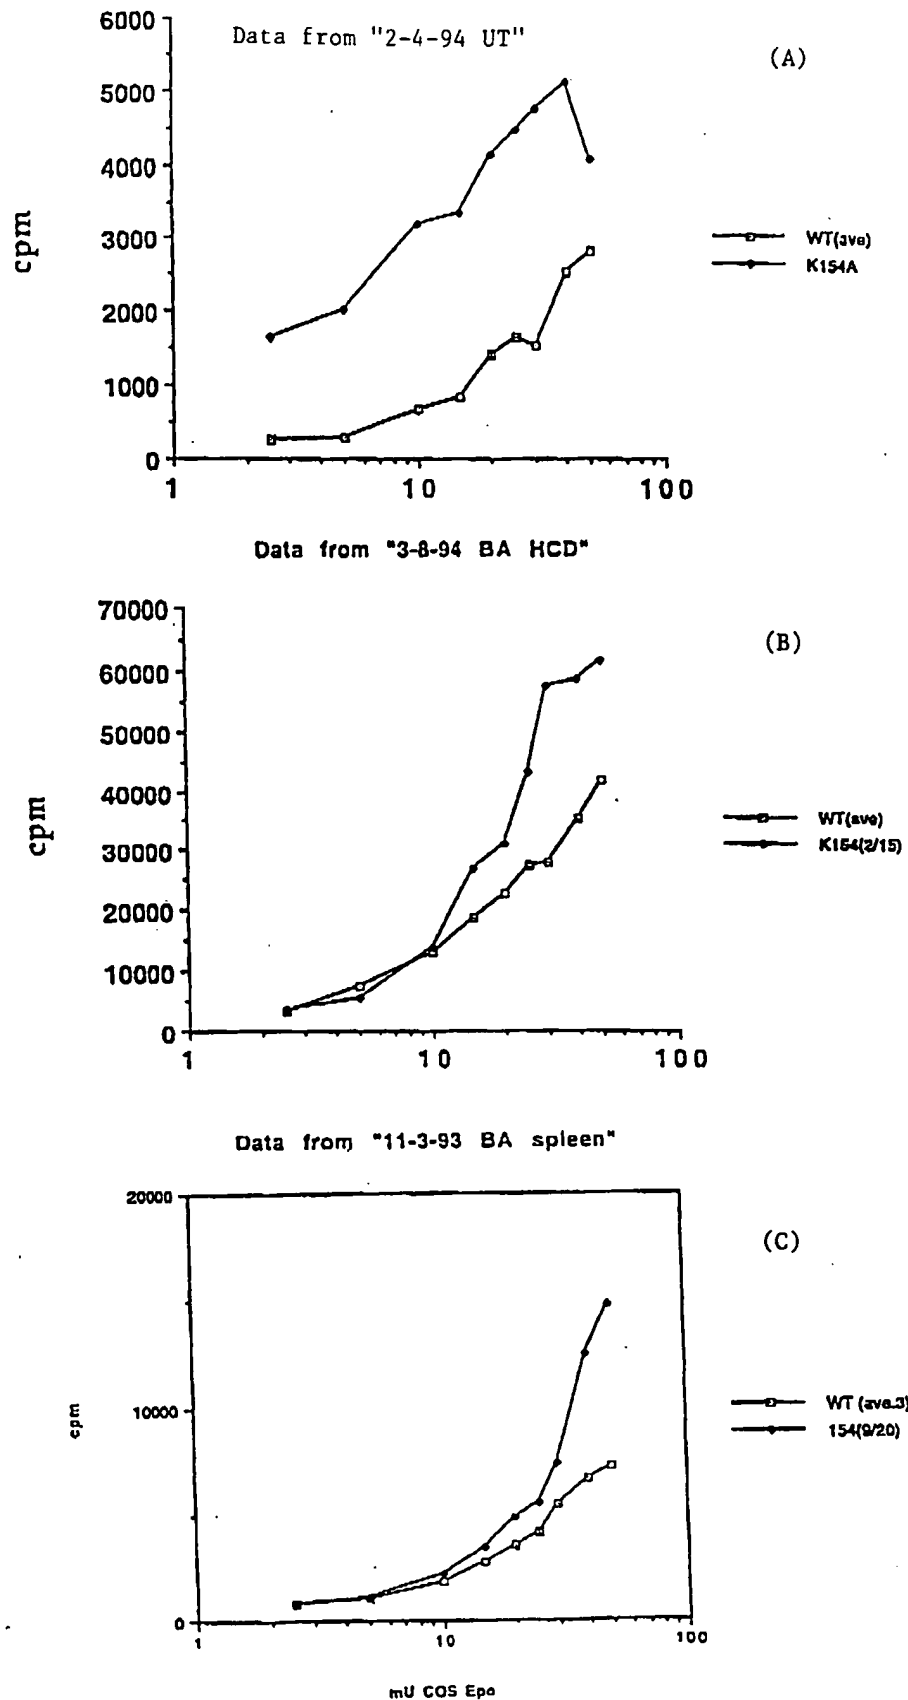 Data from "2-4-94 UT"
(A)
6000
5000
4000
3000
2000
1000
0
cpm
1
10
100
WT(ave)
K154A
Data from "3-8-94 BA HCD"
(B)
70000
60000
50000
40000
30000
20000
10000
0
cpm
1
10
100
WT(ave)
K154(2/15)
Data from "11-3-93 BA spleen"
(C)
20000
10000
0
cpm
1
10
100
WT (ave.3)
154(9/20)
mU COS Epo